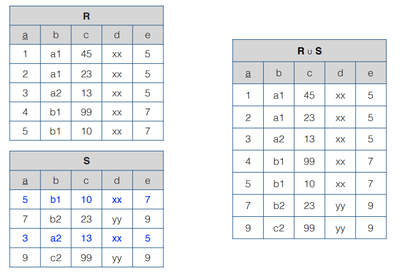 R
a b c d e
1 a1 45 xx 5
2 a1 23 xx 5
3 a2 13 xx 5
4 b1 99 xx 7
5 b1 10 xx 7
S
a b c d e
5 b1 10 xx 7
7 b2 23 yy 9
3 a2 13 xx 5
9 c2 99 yy 9
R ∪ S
a b c d e
1 a1 45 xx 5
2 a1 23 xx 5
3 a2 13 xx 5
4 b1 99 xx 7
5 b1 10 xx 7
7 b2 23 yy 9
9 c2 99 yy 9